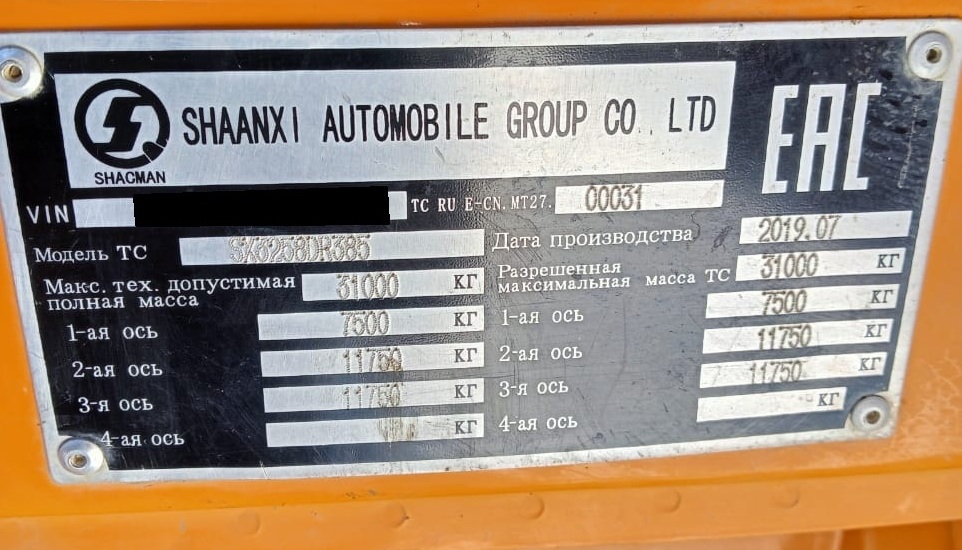 SHAANXI AUTOMOBILE GROUP CO., LTD
SHACMAN
EAC
VIN TC RU E-CN.MT27. 00031
Модель ТС SX3258DR385
Дата производства 2019.07
Макс. тех. допустимая
полная масса 31000 КГ
Разрешенная
максимальная масса ТС 31000 КГ
1-ая ось 7500 КГ
1-ая ось 7500 КГ
2-ая ось 11750 КГ
2-ая ось 11750 КГ
3-я ось 11750 КГ
3-я ось 11750 КГ
4-ая ось КГ
4-ая ось КГ